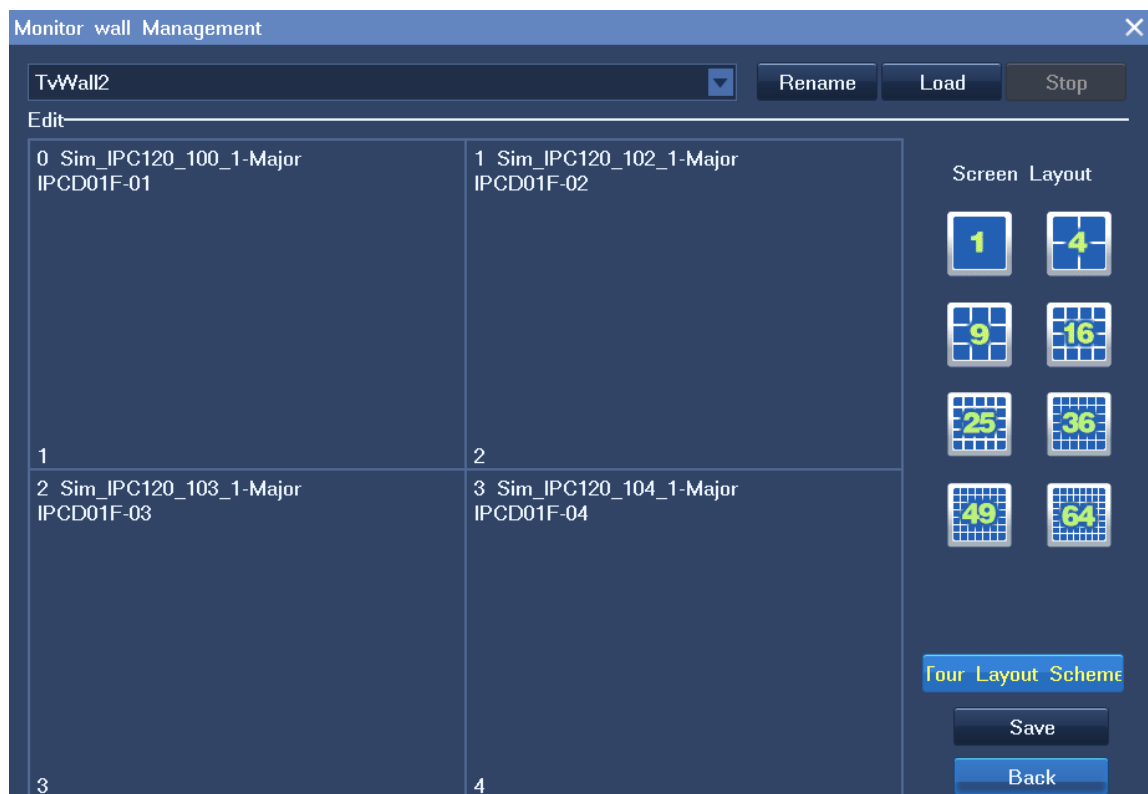 Monitor wall Management
TvWall2
Rename
Load
Stop
Edit
0 Sim_IPC120_100_1-Major
IPCD01F-01
1
1 Sim_IPC120_102_1-Major
IPCD01F-02
2
2 Sim_IPC120_103_1-Major
IPCD01F-03
3
3 Sim_IPC120_104_1-Major
IPCD01F-04
4
Screen Layout
1
4
9
16
25
36
49
64
Tour Layout Scheme
Save
Back